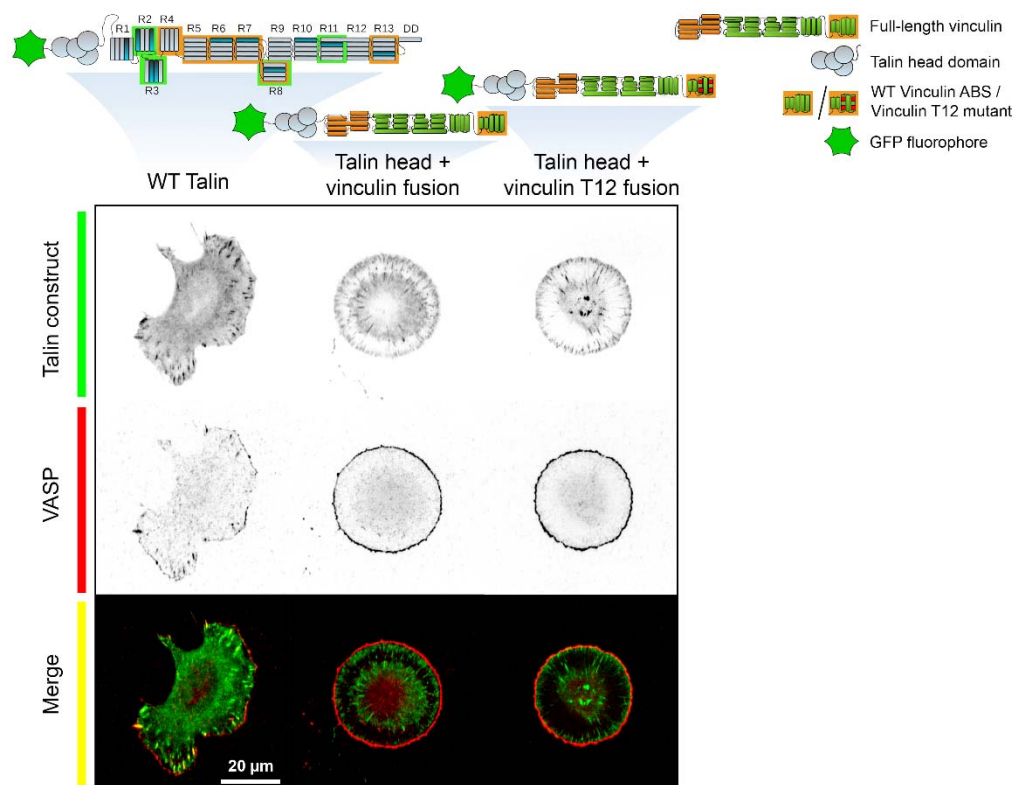 R1 R2 R4 R5 R6 R7 R9 R10 R11 R12 R13 DD
R3
R8
Full-length vinculin
Talin head domain
WT Vinculin ABS /
Vinculin T12 mutant
GFP fluorophore
WT Talin
Talin head +
vinculin fusion
Talin head +
vinculin T12 fusion
Talin construct
VASP
Merge
20 µm